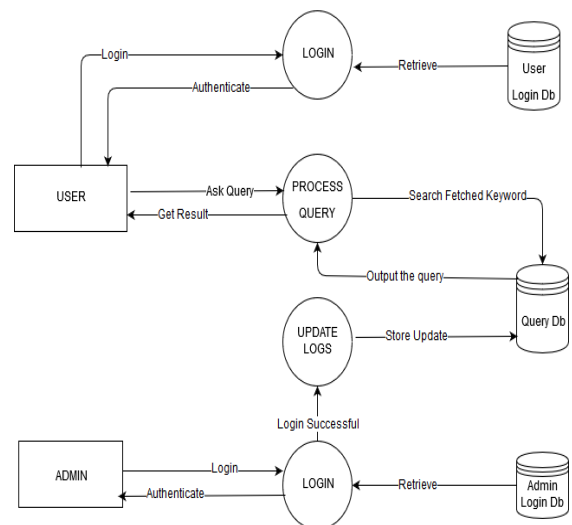 Login
LOGIN
Retrieve
User
Login Db
Authenticate
USER
Ask Query
PROCESS
QUERY
Search Fetched Keyword
Get Result
Output the query
Query Db
UPDATE
LOGS
Store Update
Login Successful
ADMIN
Login
LOGIN
Retrieve
Admin
Login Db
Authenticate